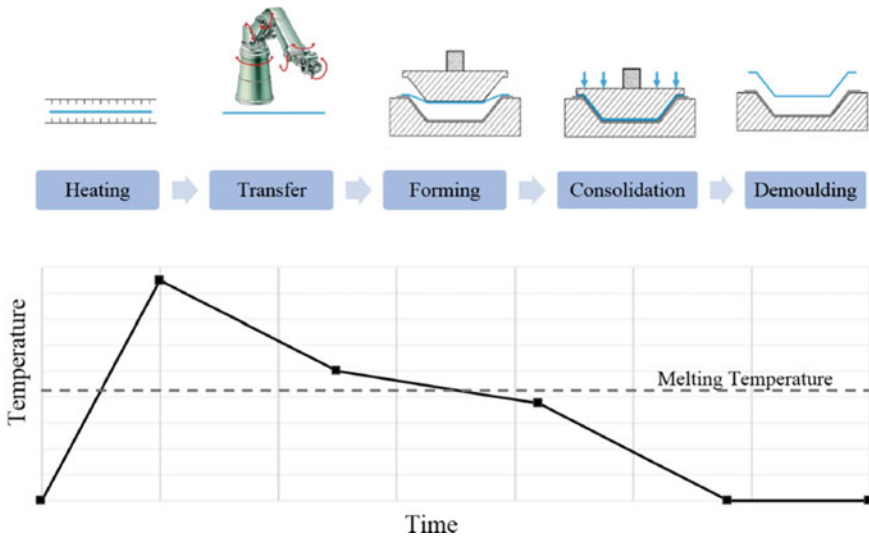 Heating
Transfer
Forming
Consolidation
Demoulding
Temperature
Melting Temperature
Time